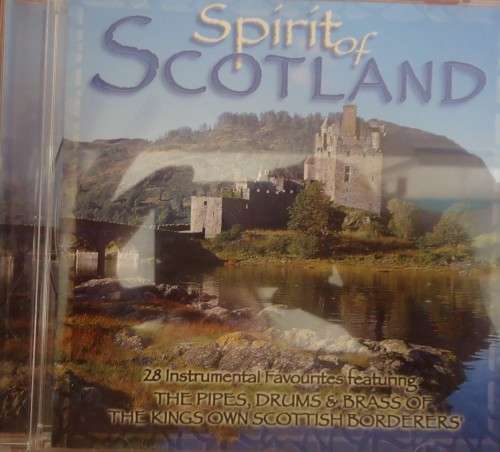 Spirit of
SCOTLAND
28 Instrumental Favourites featuring
THE PIPES, DRUMS & BRASS OF
THE KINGS OWN SCOTTISH BORDERERS